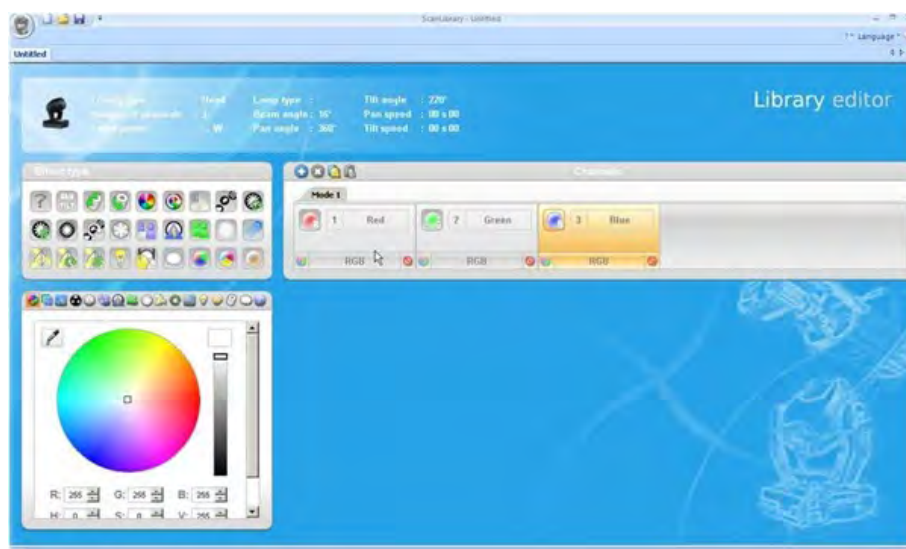 ScanLibrary - Untitled
Language
Untitled
Library editor
Lamp type :
Tilt angle : 220°
Beam angle : 16°
Pan speed : 00 s 00
. W
Pan angle : 360°
Tilt speed : 00 s 00
Mode 1
1 Red
2 Green
3 Blue
RGB
RGB
RGB
R: 255 G: 255 B: 255
H: 0 S: 0 V: 255